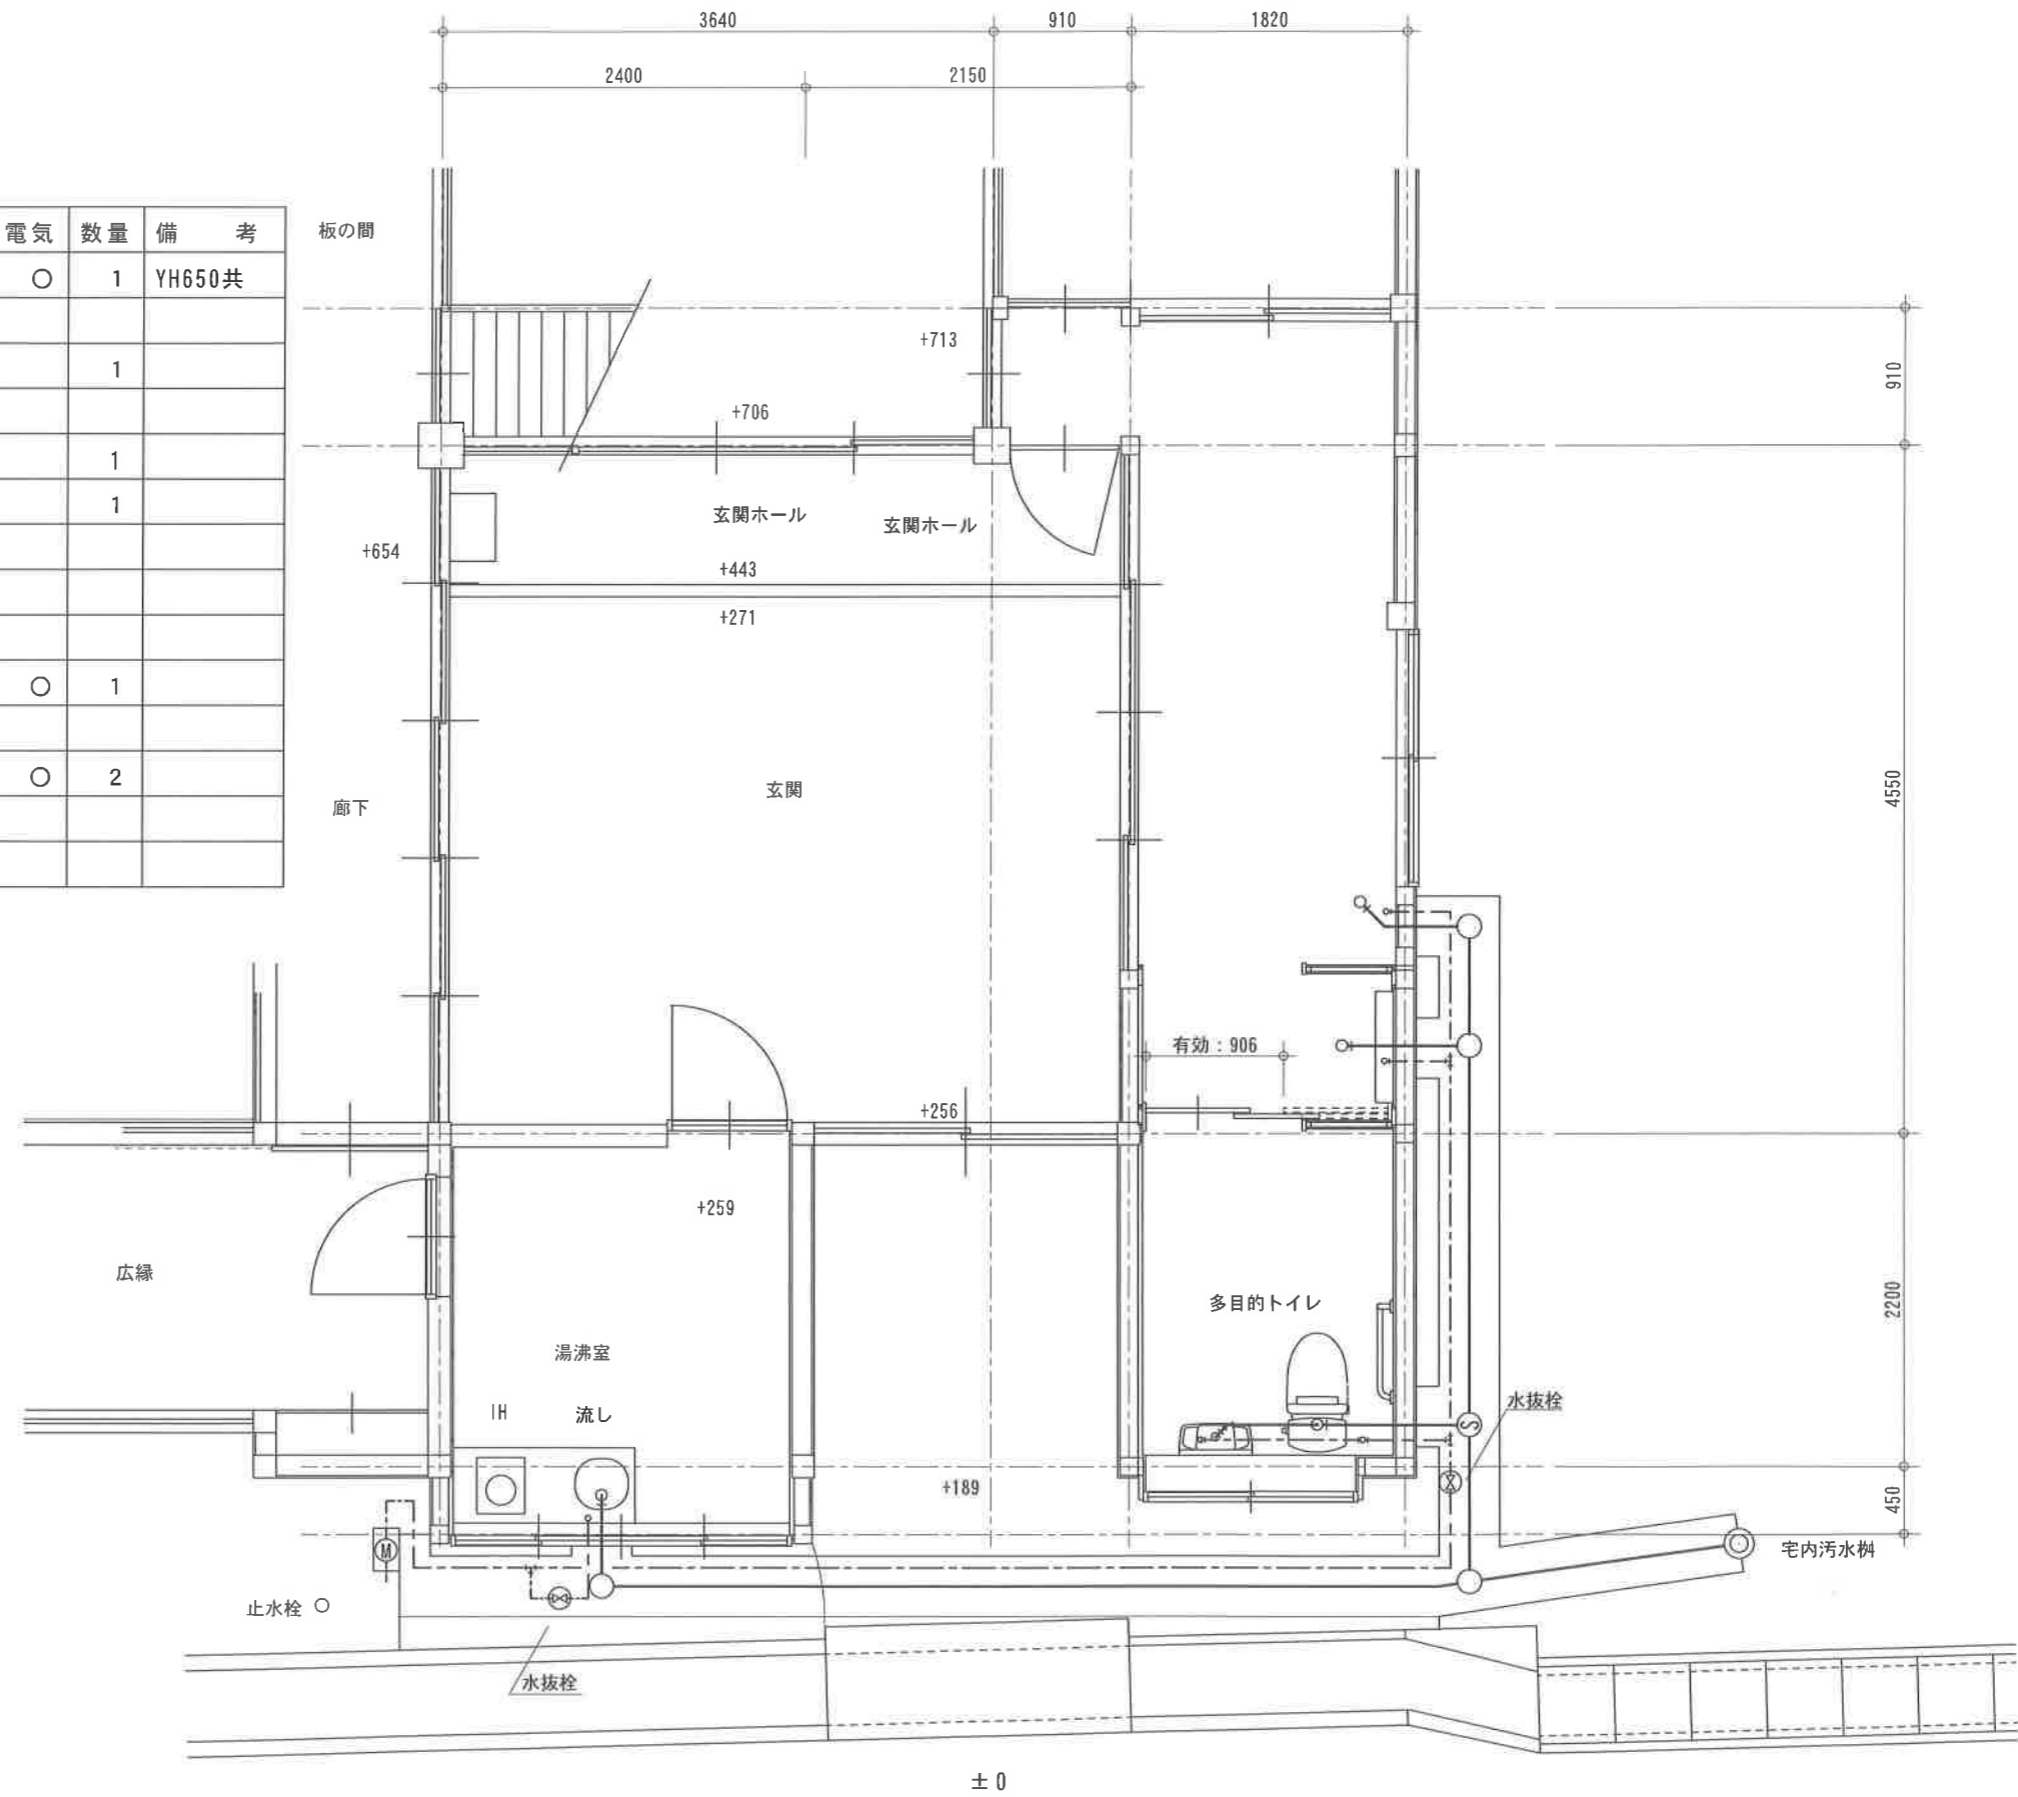 3640
910
1820
2400
2150
電気 数量 備 考
○ 1 YH650共
1
1
1
○ 1
○ 2
板の間
+713
910
+706
玄関ホール
玄関ホール
+654
+443
+271
玄関
4550
廊下
有効：906
+256
+259
広縁
多目的トイレ
2200
湯沸室
IH
流し
水抜栓
S
+189
450
M
宅内汚水桝
止水栓
水抜栓
±0